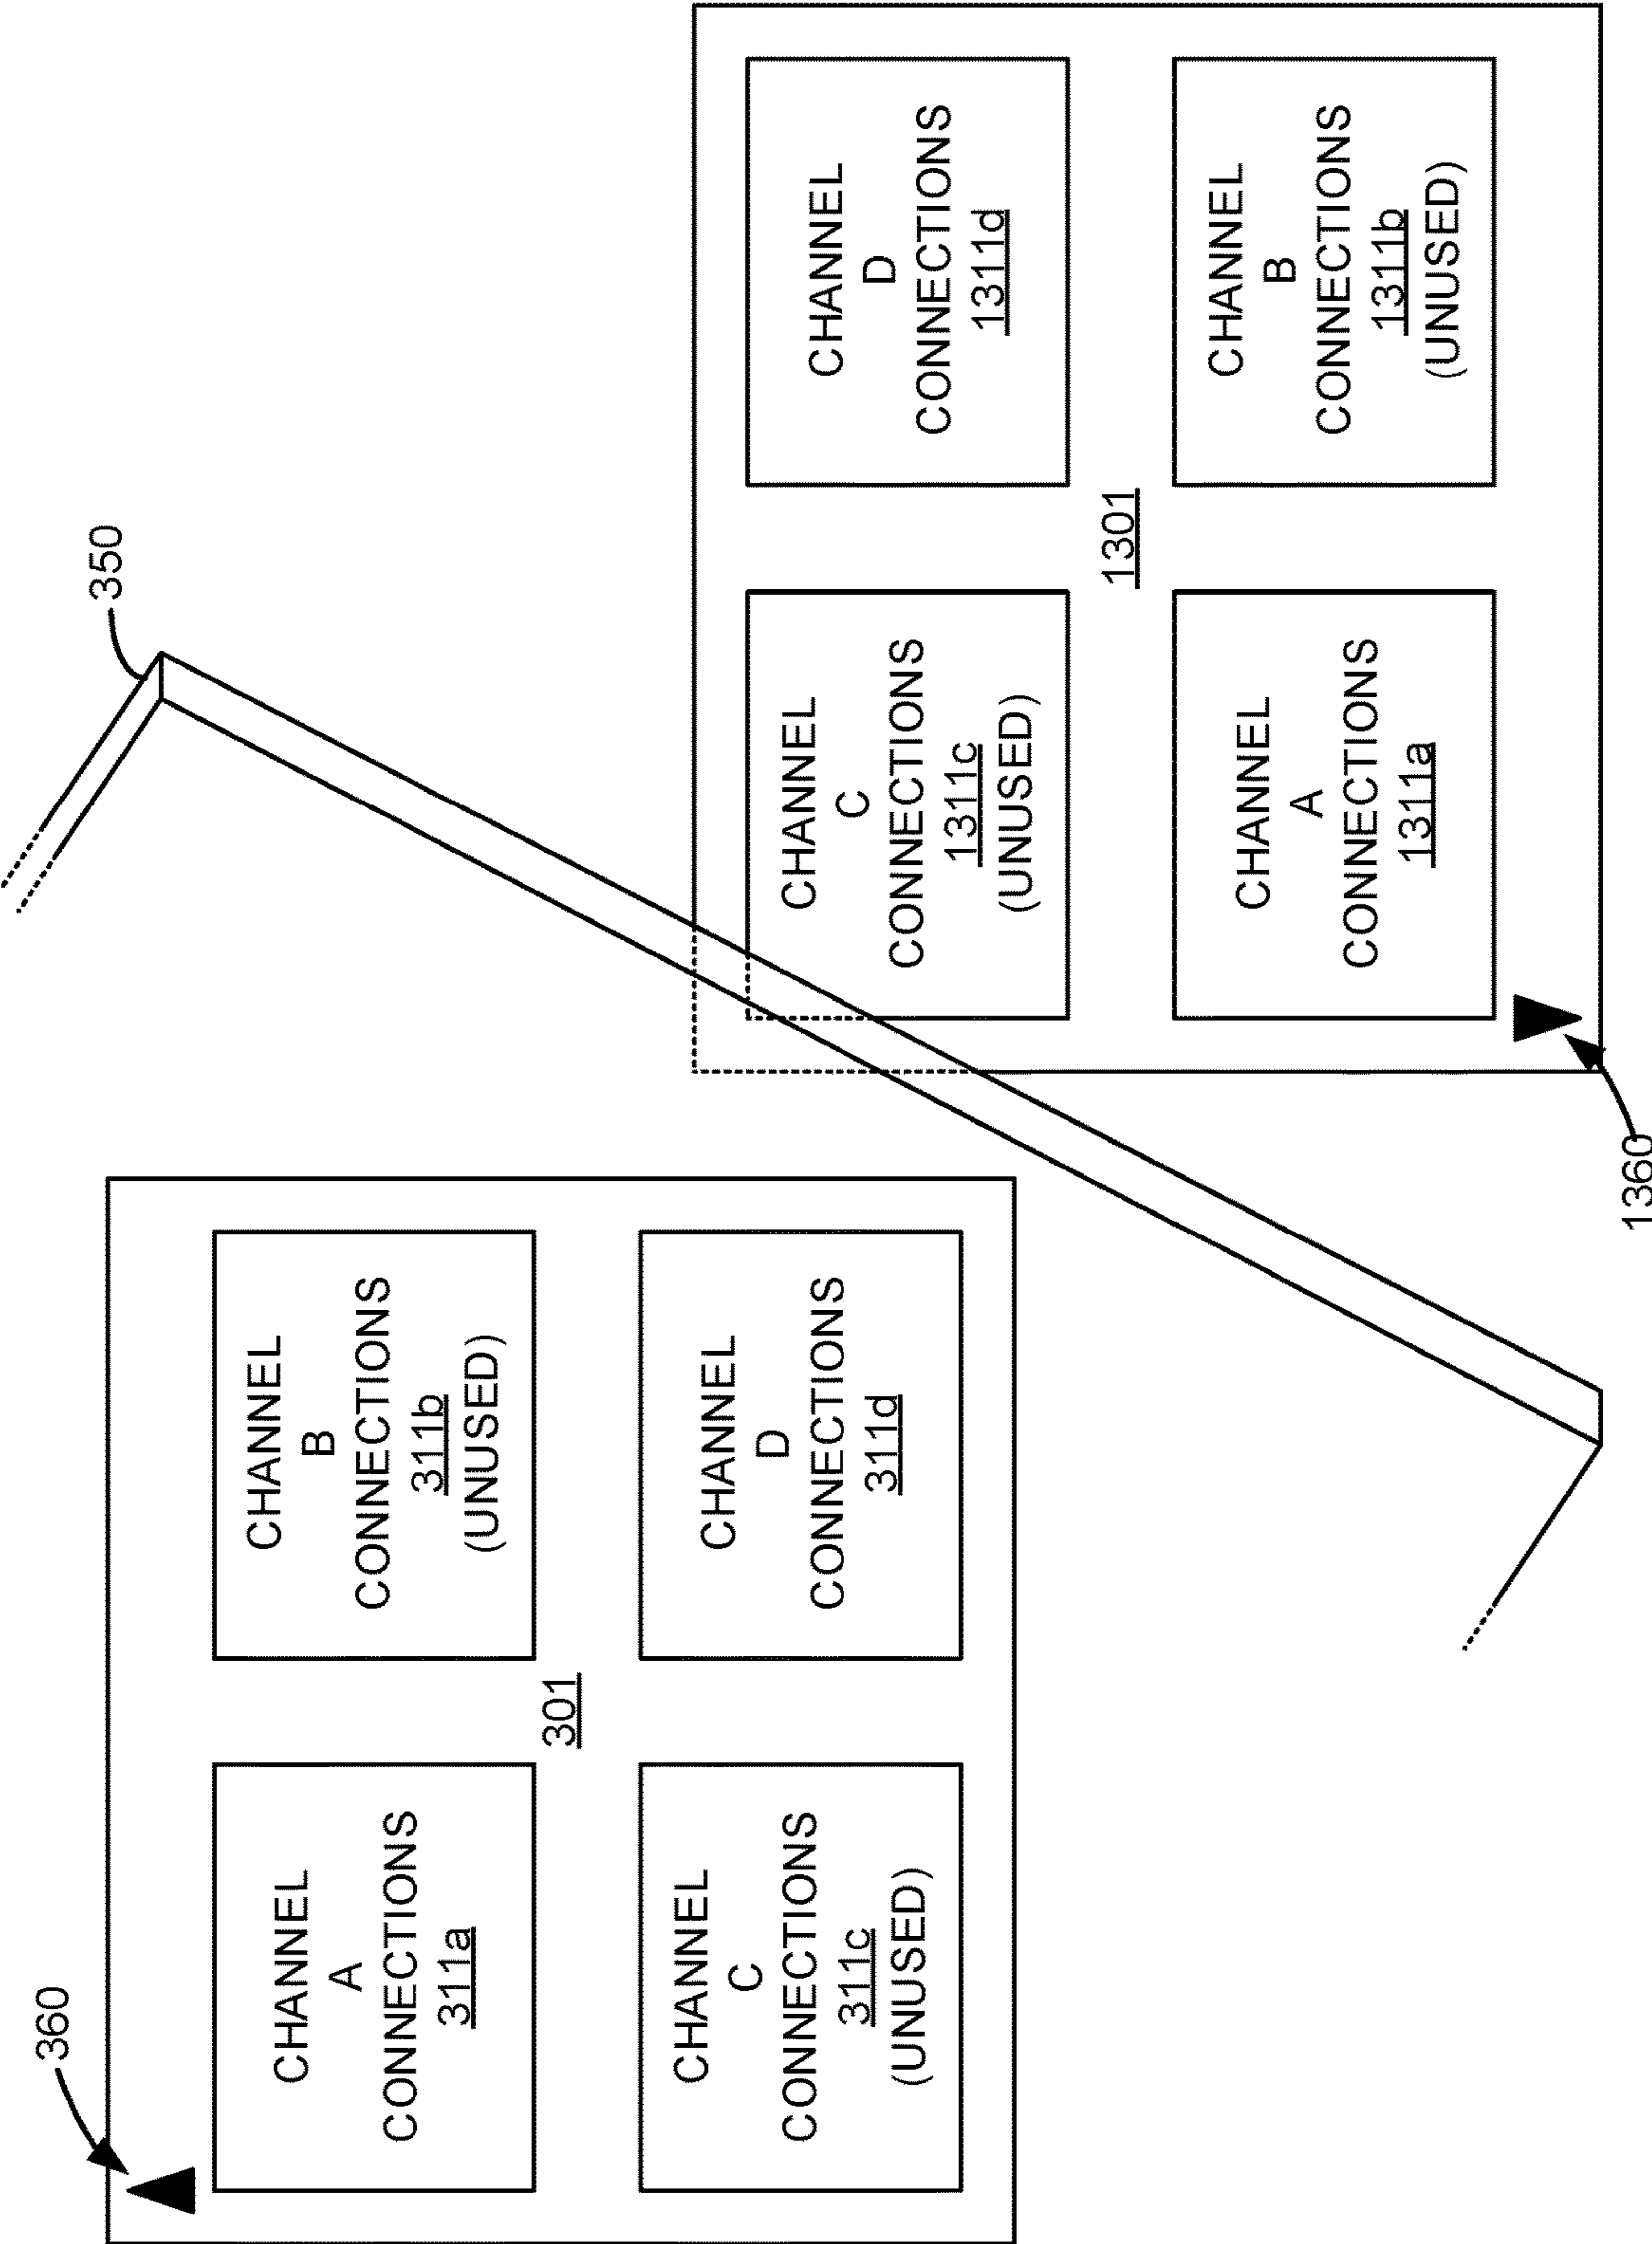 360
CHANNEL
A
CONNECTIONS
311a
CHANNEL
B
CONNECTIONS
311b
(UNUSED)
301
CHANNEL
C
CONNECTIONS
311c
(UNUSED)
CHANNEL
D
CONNECTIONS
311d
350
CHANNEL
C
CONNECTIONS
1311c
(UNUSED)
CHANNEL
D
CONNECTIONS
1311d
1301
CHANNEL
A
CONNECTIONS
1311a
CHANNEL
B
CONNECTIONS
1311b
(UNUSED)
1360